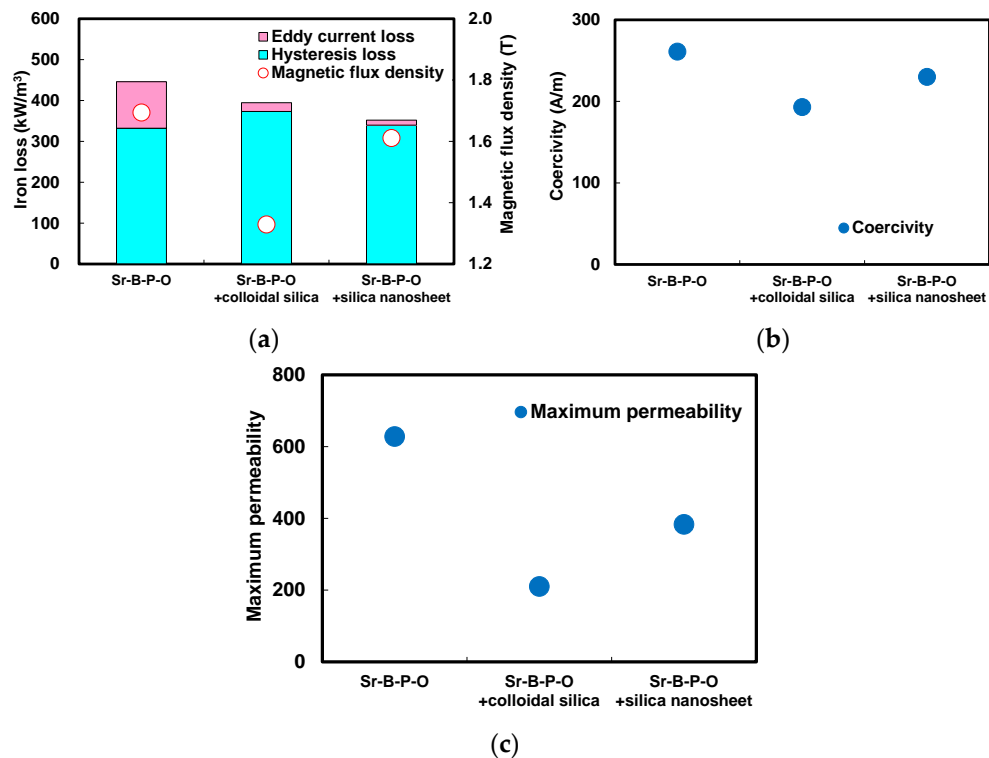 Iron loss (kW/m³)
600
500
400
300
200
100
0
Eddy current loss
Hysteresis loss
Magnetic flux density
2.0
1.8
1.6
1.4
1.2
Magnetic flux density (T)
Sr-B-P-O
Sr-B-P-O
+colloidal silica
Sr-B-P-O
+silica nanosheet
(a)
Coercivity (A/m)
300
200
100
0
Coercivity
Sr-B-P-O
Sr-B-P-O
+colloidal silica
Sr-B-P-O
+silica nanosheet
(b)
Maximum permeability
800
600
400
200
0
Maximum permeability
Sr-B-P-O
Sr-B-P-O
+colloidal silica
Sr-B-P-O
+silica nanosheet
(c)